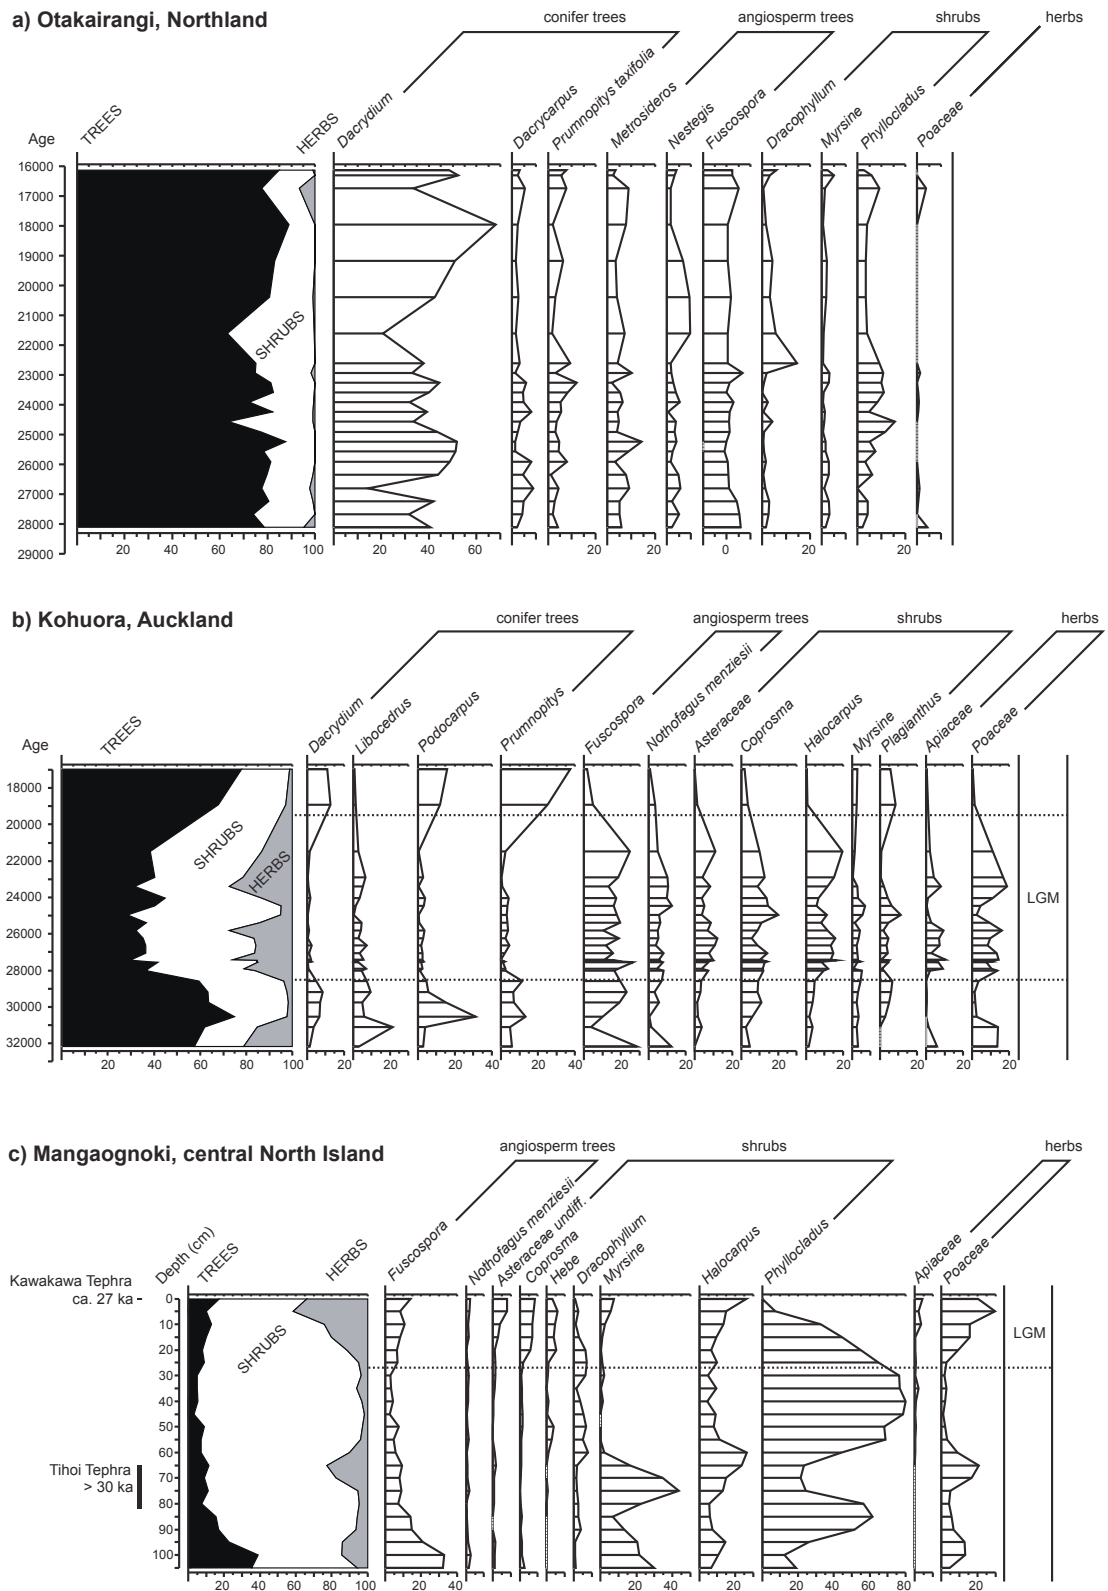 a) Otakairangi, Northland
conifer trees
angiosperm trees
shrubs
herbs
Age
TREES
HERBS
Dacrydium
Dacrycarpus
Prumnopitys taxifolia
Metrosideros
Nestegis
Fuscospora
Dracophyllum
Myrsine
Phyllocladus
Poaceae
16000
17000
18000
19000
20000
21000
22000
23000
24000
25000
26000
27000
28000
29000
SHRUBS
20 40 60 80 100 20 40 60 20 20 0 20 20
b) Kohuora, Auckland
conifer trees
angiosperm trees
shrubs
herbs
Age
TREES
Dacrydium
Libocedrus
Podocarpus
Prumnopitys
Fuscospora
Nothofagus menziesii
Asteraceae
Coprosma
Halocarpus
Myrsine
Plagianthus
Apiaceae
Poaceae
18000
20000
22000
24000
26000
28000
30000
32000
SHRUBS
HERBS
LGM
20 40 60 80 100 20 20 20 40 20 40 20 20 20 20 20 20 20 20
c) Mangaognoki, central North Island
angiosperm trees
shrubs
herbs
Depth (cm)
TREES
HERBS
Fuscospora
Nothofagus menziesii
Asteraceae undiff.
Coprosma
Hebe
Dracophyllum
Myrsine
Halocarpus
Phyllocladus
Apiaceae
Poaceae
Kawakawa Tephra
ca. 27 ka
0
5
10
15
20
30
40
50
60
70
80
90
100
SHRUBS
LGM
Tihoi Tephra
> 30 ka
20 40 60 80 100 20 40 20 40 20 20 40 60 80 20